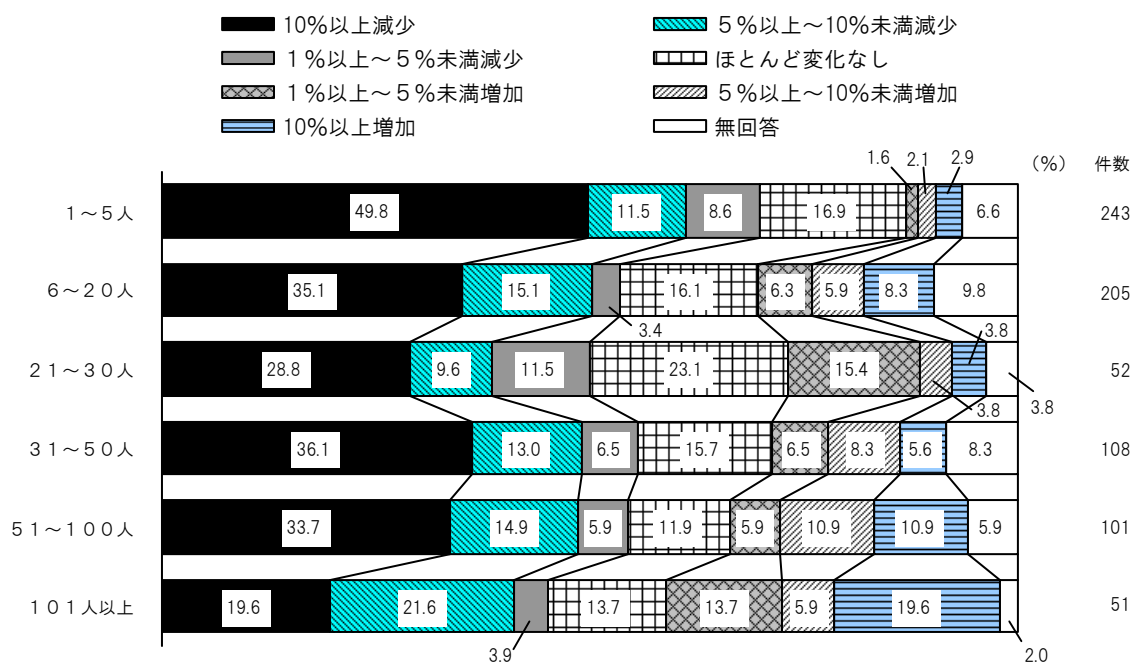 10%以上減少 ５%以上～10%未満減少
１%以上～５%未満減少 ほとんど変化なし
１%以上～５%未満増加 ５%以上～10%未満増加
10%以上増加 無回答
1.6 2.1 2.9 (%) 件数
１～５人 49.8 11.5 8.6 16.9 6.6 243
６～20人 35.1 15.1 16.1 6.3 5.9 8.3 9.8 205
3.4 3.8
２１～３０人 28.8 9.6 11.5 23.1 15.4 52
3.8 3.8
３１～５０人 36.1 13.0 6.5 15.7 6.5 8.3 5.6 8.3 108
５１～１００人 33.7 14.9 5.9 11.9 5.9 10.9 10.9 5.9 101
１０１人以上 19.6 21.6 13.7 13.7 5.9 19.6 51
3.9 2.0